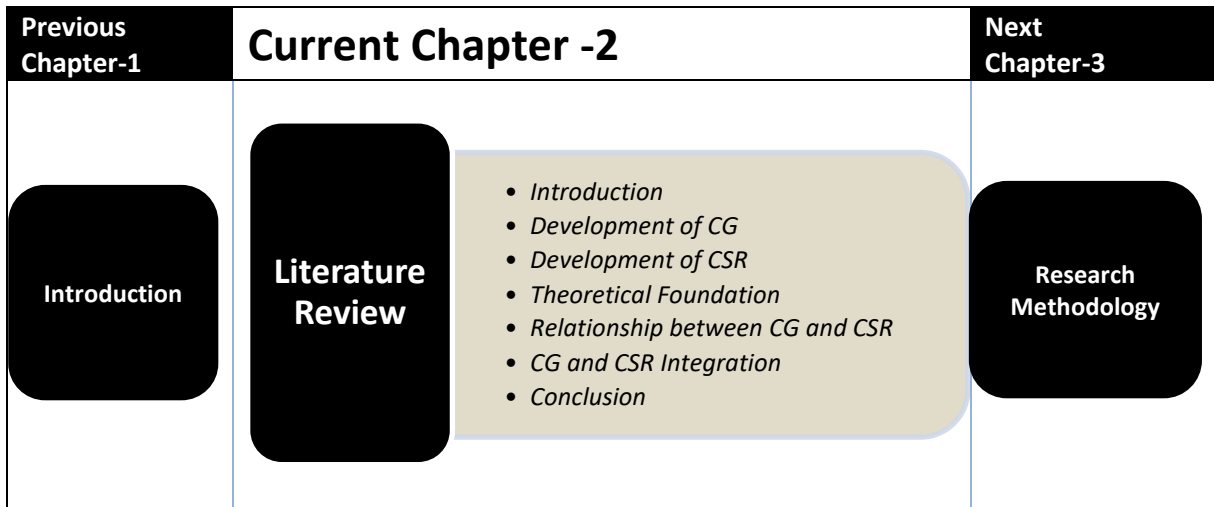 Previous
Chapter-1
Current Chapter -2
Next
Chapter-3
Introduction
Literature
Review
• Introduction
• Development of CG
• Development of CSR
• Theoretical Foundation
• Relationship between CG and CSR
• CG and CSR Integration
• Conclusion
Research
Methodology